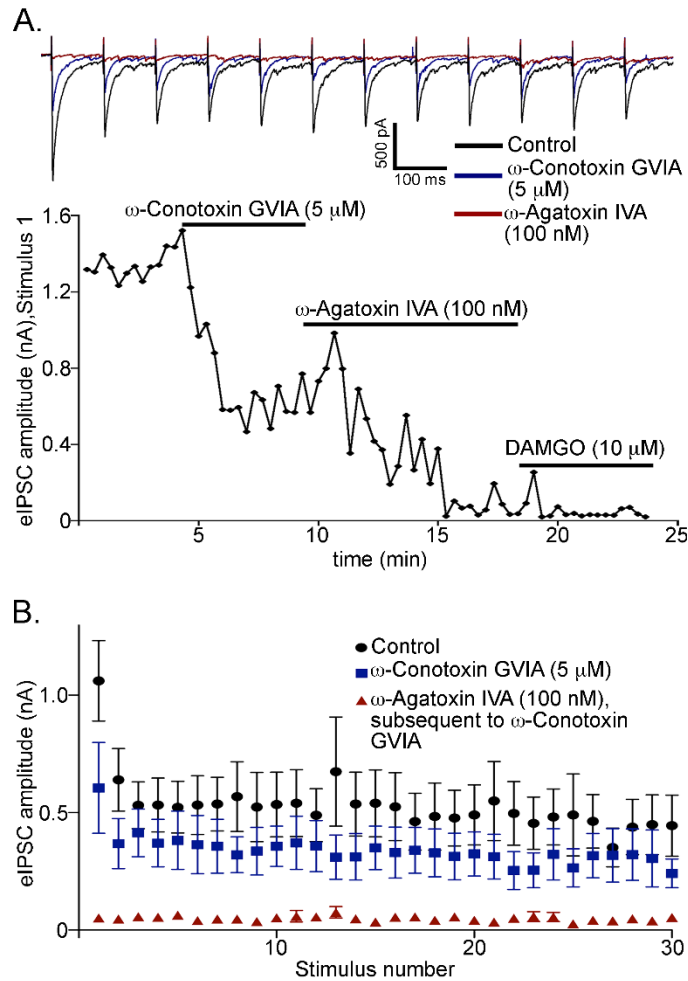 A.
500 pA
100 ms
Control
ω-Conotoxin GVIA
(5 μM)
ω-Agatoxin IVA
(100 nM)
eIPSC amplitude (nA),Stimulus 1
1.6
1.2
0.8
0.4
0
ω-Conotoxin GVIA (5 μM)
ω-Agatoxin IVA (100 nM)
DAMGO (10 μM)
5
10
15
20
25
time (min)
B.
eIPSC amplitude (nA)
1.0
0.5
0
Control
ω-Conotoxin GVIA (5 μM)
ω-Agatoxin IVA (100 nM),
subsequent to ω-Conotoxin
GVIA
10
20
30
Stimulus number